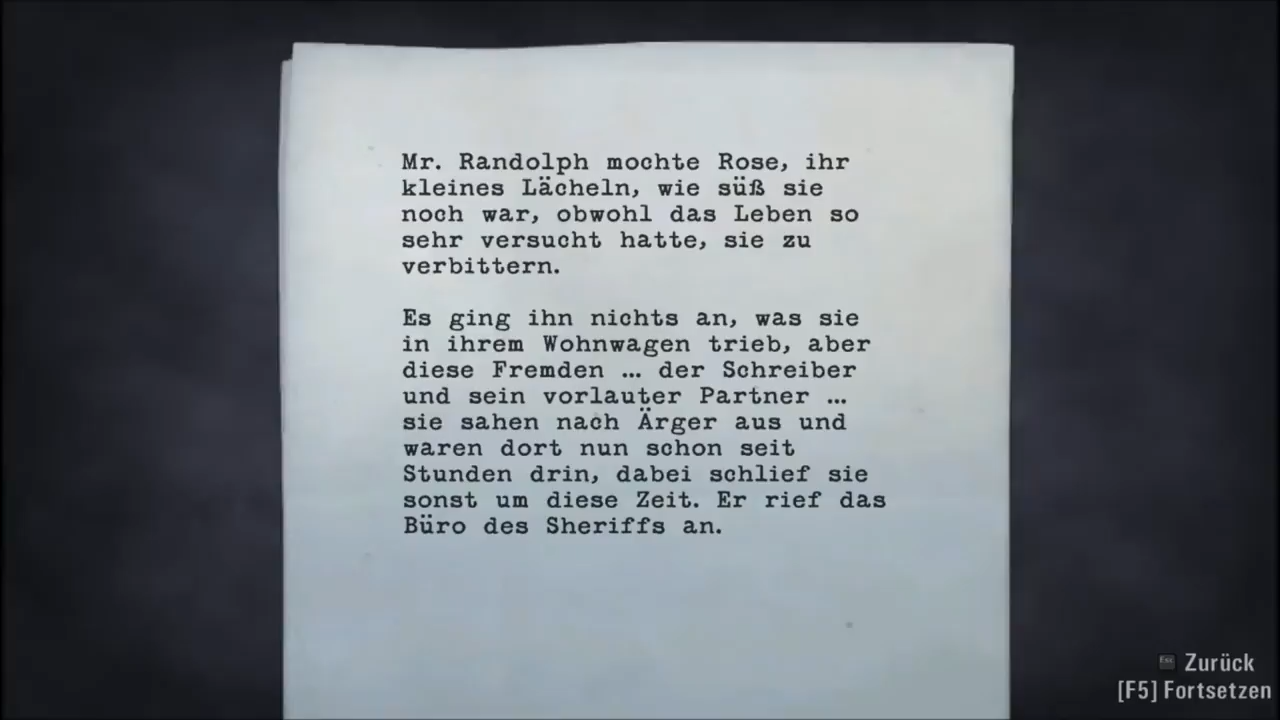 Mr. Randolph mochte Rose, ihr
kleines Lächeln, wie süß sie
noch war, obwohl das Leben so
sehr versucht hatte, sie zu
verbittern.
Es ging ihn nichts an, was sie
in ihrem Wohnwagen trieb, aber
diese Fremden … der Schreiber
und sein vorlauter Partner …
sie sahen nach Ärger aus und
waren dort nun schon seit
Stunden drin, dabei schlief sie
sonst um diese Zeit. Er rief das
Büro des Sheriffs an.
Esc Zurück
[F5] Fortsetzen